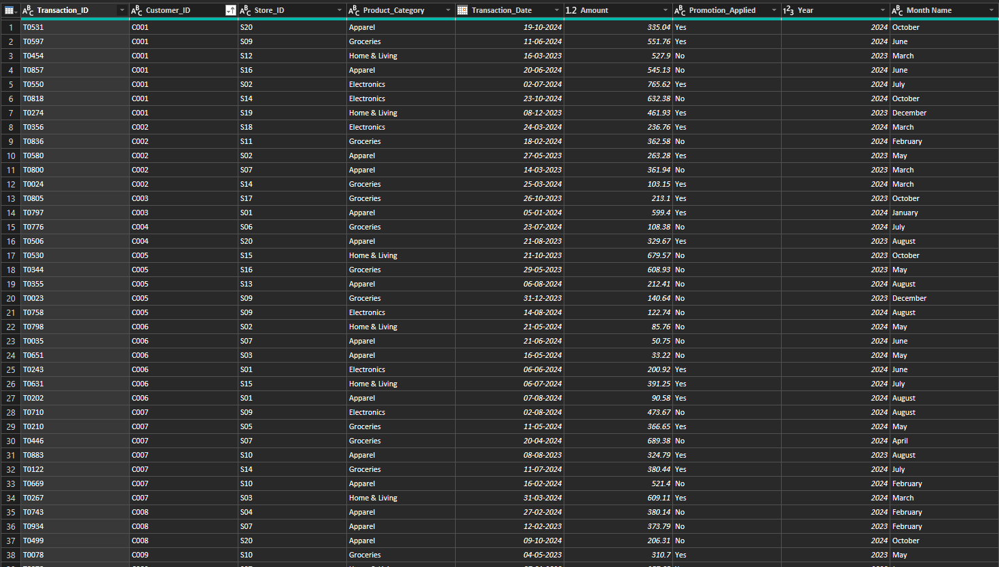 ABC Transaction_ID ABC Customer_ID ABC Store_ID ABC Product_Category Transaction_Date 1.2 Amount ABC Promotion_Applied 123 Year ABC Month Name
1 T0531 C001 S20 Apparel 19-10-2024 335.04 Yes 2024 October
2 T0597 C001 S09 Groceries 11-06-2024 551.76 Yes 2024 June
3 T0454 C001 S12 Home & Living 16-03-2023 527.9 No 2023 March
4 T0857 C001 S16 Apparel 20-06-2024 545.13 No 2024 June
5 T0550 C001 S02 Electronics 02-07-2024 765.62 Yes 2024 July
6 T0818 C001 S14 Electronics 23-10-2024 632.38 No 2024 October
7 T0274 C001 S19 Home & Living 08-12-2023 461.93 Yes 2023 December
8 T0356 C002 S18 Electronics 24-03-2024 236.76 Yes 2024 March
9 T0836 C002 S11 Groceries 18-02-2024 362.58 No 2024 February
10 T0580 C002 S02 Apparel 27-05-2023 263.28 Yes 2023 May
11 T0800 C002 S07 Apparel 14-03-2023 361.94 No 2023 March
12 T0024 C002 S14 Groceries 25-03-2024 103.15 Yes 2024 March
13 T0805 C003 S17 Groceries 26-10-2023 213.1 Yes 2023 October
14 T0797 C003 S01 Apparel 05-01-2024 599.4 Yes 2024 January
15 T0776 C004 S06 Groceries 23-07-2024 108.38 No 2024 July
16 T0506 C004 S20 Apparel 21-08-2023 329.67 Yes 2023 August
17 T0530 C005 S15 Home & Living 21-10-2023 679.57 No 2023 October
18 T0344 C005 S16 Groceries 29-05-2023 608.93 No 2023 May
19 T0355 C005 S13 Apparel 06-08-2024 212.41 No 2024 August
20 T0023 C005 S09 Groceries 31-12-2023 140.64 No 2023 December
21 T0758 C005 S09 Electronics 14-08-2024 122.74 No 2024 August
22 T0798 C006 S02 Home & Living 21-05-2024 85.76 No 2024 May
23 T0035 C006 S07 Apparel 21-06-2024 50.75 No 2024 June
24 T0651 C006 S03 Apparel 16-05-2024 33.22 No 2024 May
25 T0243 C006 S01 Electronics 06-06-2024 200.92 Yes 2024 June
26 T0631 C006 S15 Home & Living 06-07-2024 391.25 Yes 2024 July
27 T0202 C006 S01 Apparel 07-08-2024 90.58 Yes 2024 August
28 T0710 C007 S09 Electronics 02-08-2024 473.67 No 2024 August
29 T0210 C007 S05 Groceries 11-05-2024 366.65 Yes 2024 May
30 T0446 C007 S07 Groceries 20-04-2024 689.38 No 2024 April
31 T0883 C007 S10 Apparel 08-08-2023 324.79 Yes 2023 August
32 T0122 C007 S14 Groceries 11-07-2024 380.44 Yes 2024 July
33 T0669 C007 S10 Apparel 16-02-2024 521.4 No 2024 February
34 T0267 C007 S03 Home & Living 31-03-2024 609.11 Yes 2024 March
35 T0743 C008 S04 Apparel 27-02-2024 380.14 No 2024 February
36 T0934 C008 S07 Apparel 12-02-2023 373.79 No 2023 February
37 T0499 C008 S20 Apparel 09-10-2024 206.31 No 2024 October
38 T0078 C009 S10 Groceries 04-05-2023 310.7 Yes 2023 May